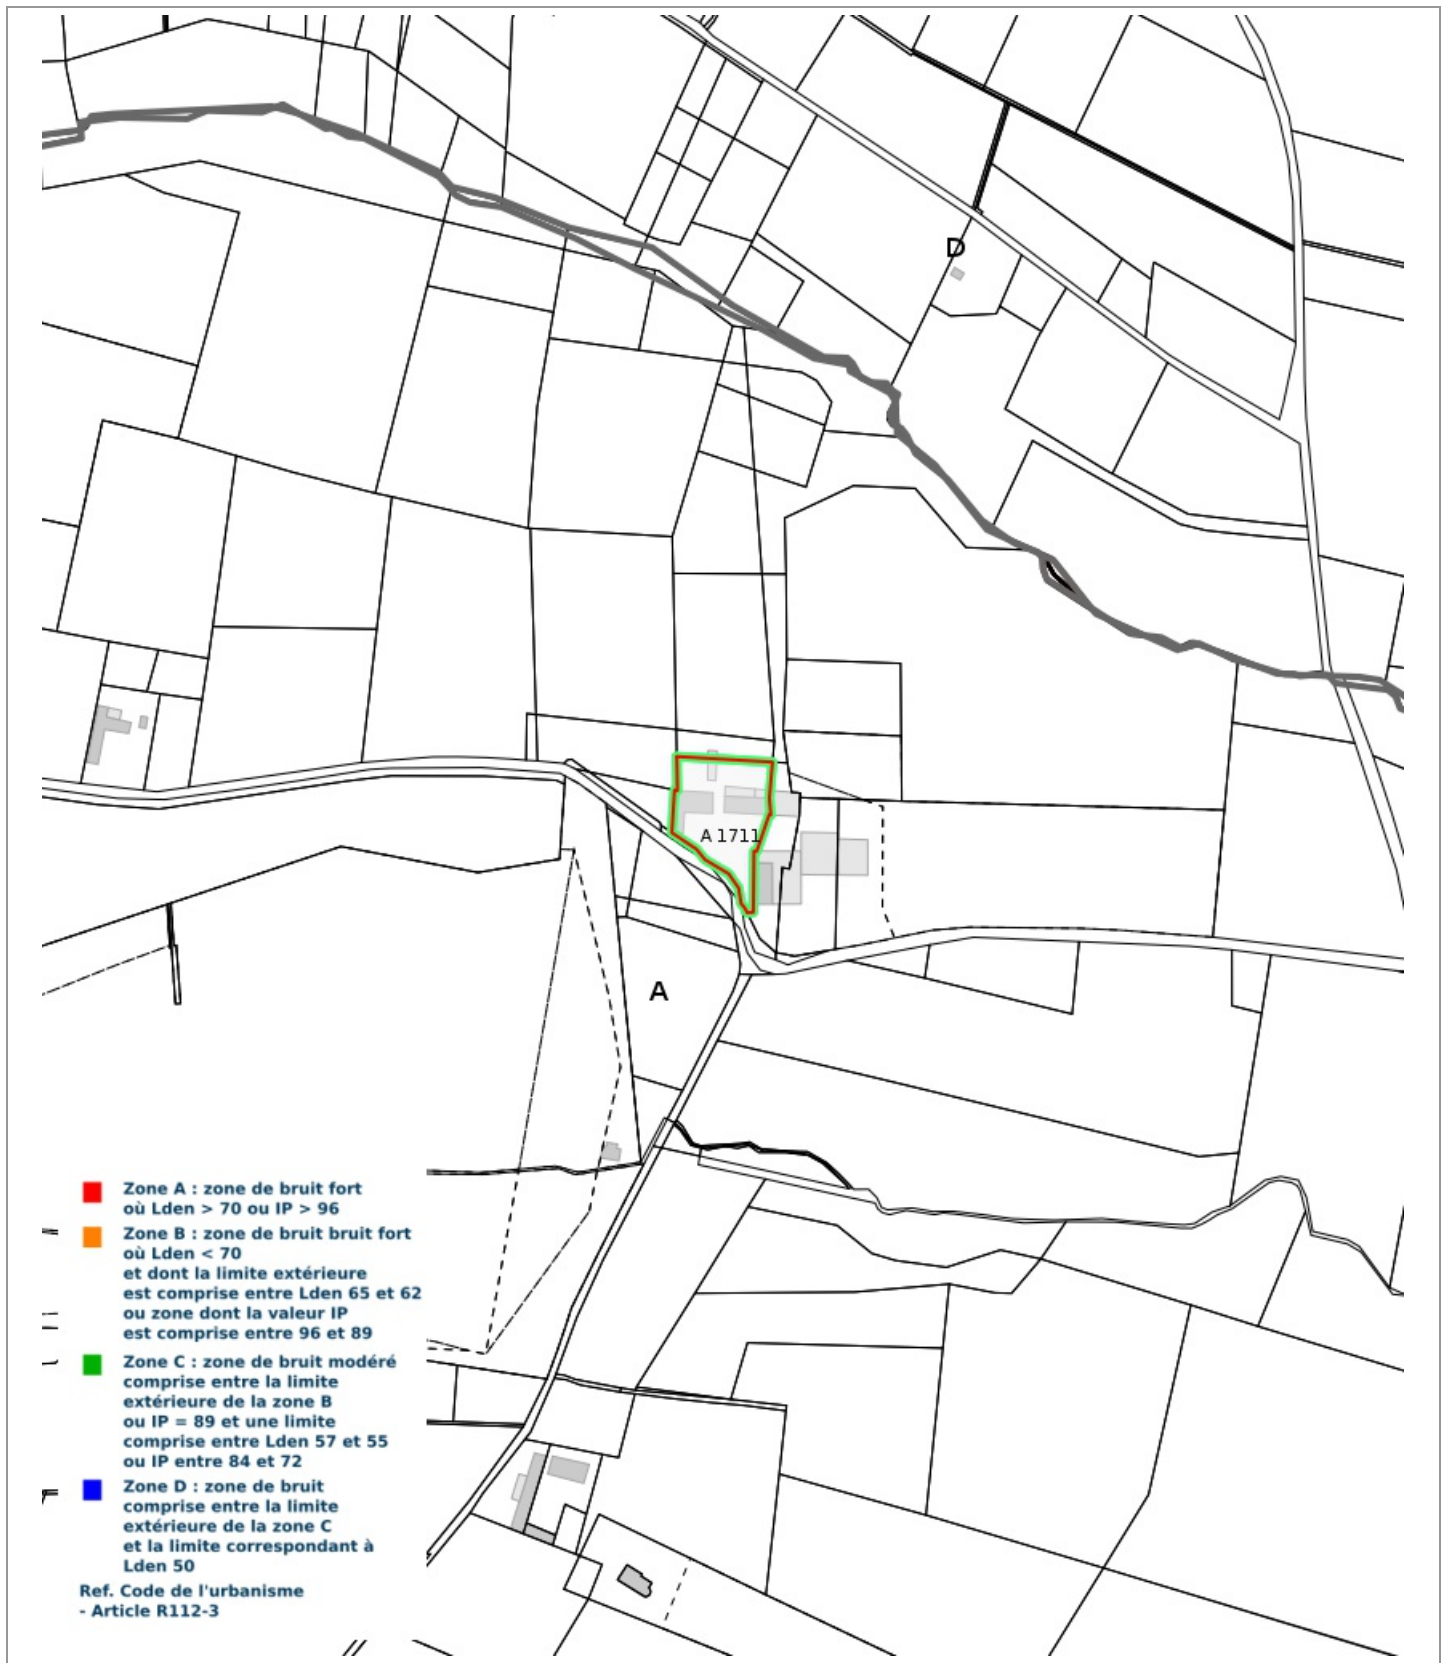 D
A 1711
A
Zone A : zone de bruit fort
où Lden > 70 ou IP > 96
Zone B : zone de bruit bruit fort
où Lden < 70
et dont la limite extérieure
est comprise entre Lden 65 et 62
ou zone dont la valeur IP
est comprise entre 96 et 89
Zone C : zone de bruit modéré
comprise entre la limite
extérieure de la zone B
ou IP = 89 et une limite
comprise entre Lden 57 et 55
ou IP entre 84 et 72
Zone D : zone de bruit
comprise entre la limite
extérieure de la zone C
et la limite correspondant à
Lden 50
Ref. Code de l'urbanisme
- Article R112-3